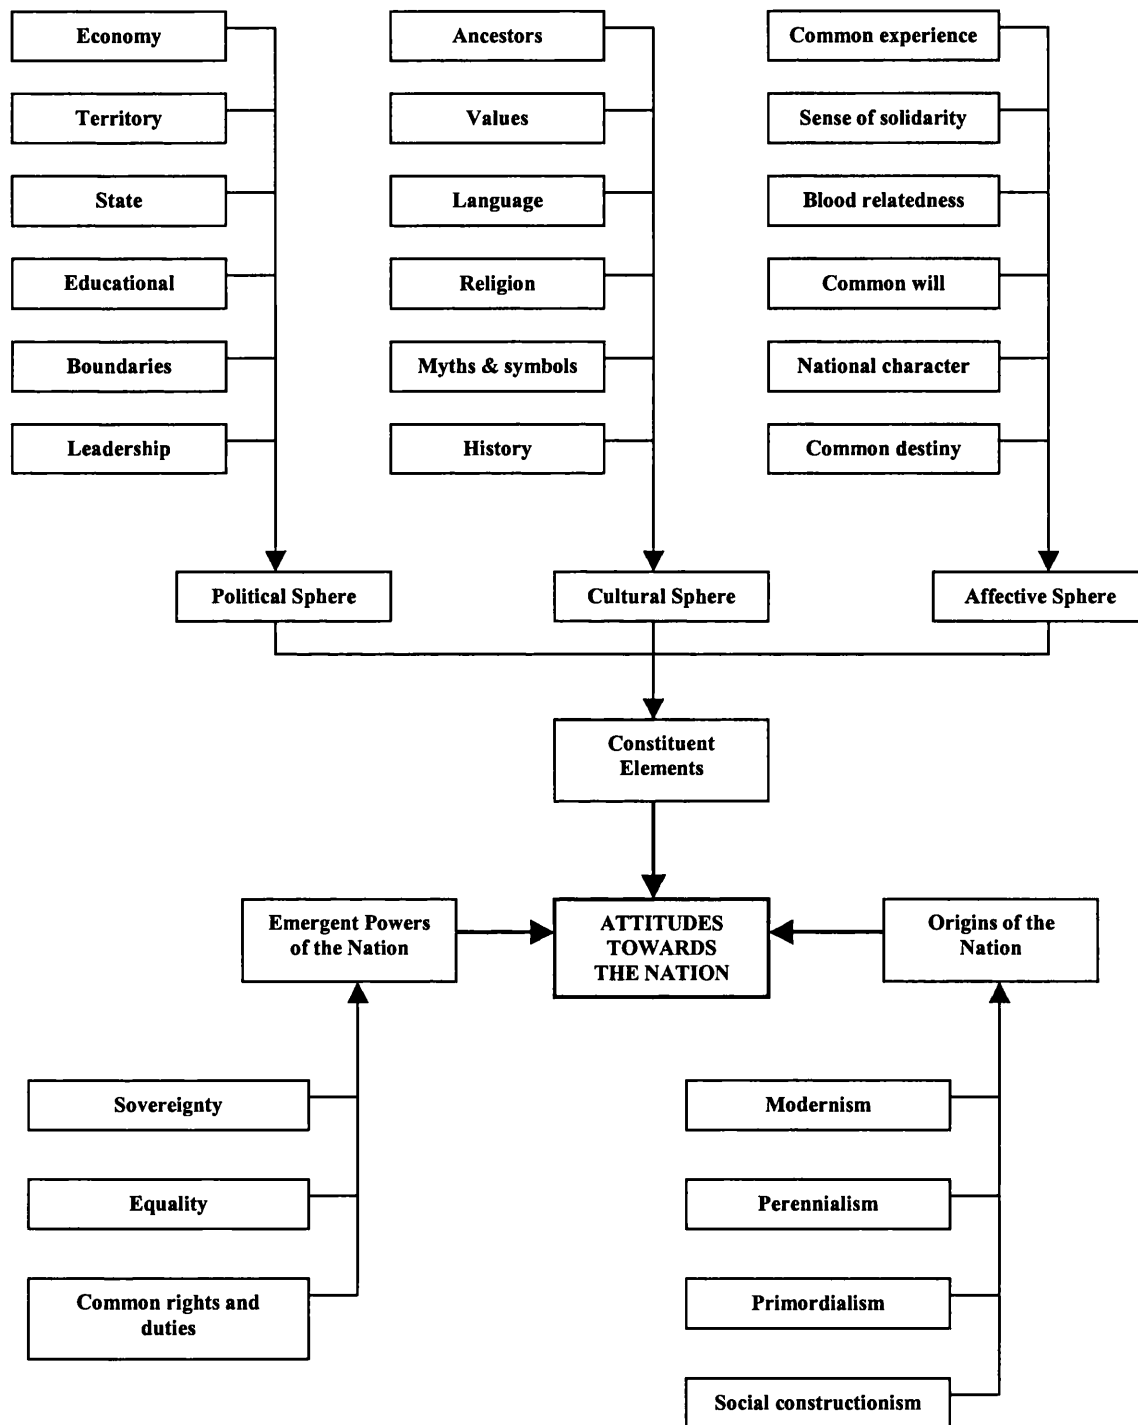 Economy
Ancestors
Common experience
Territory
Values
Sense of solidarity
State
Language
Blood relatedness
Educational
Religion
Common will
Boundaries
Myths & symbols
National character
Leadership
History
Common destiny
Political Sphere
Cultural Sphere
Affective Sphere
Constituent
Elements
Emergent Powers
of the Nation
ATTITUDES
TOWARDS
THE NATION
Origins of the
Nation
Sovereignty
Modernism
Equality
Perennialism
Common rights and
duties
Primordialism
Social constructionism